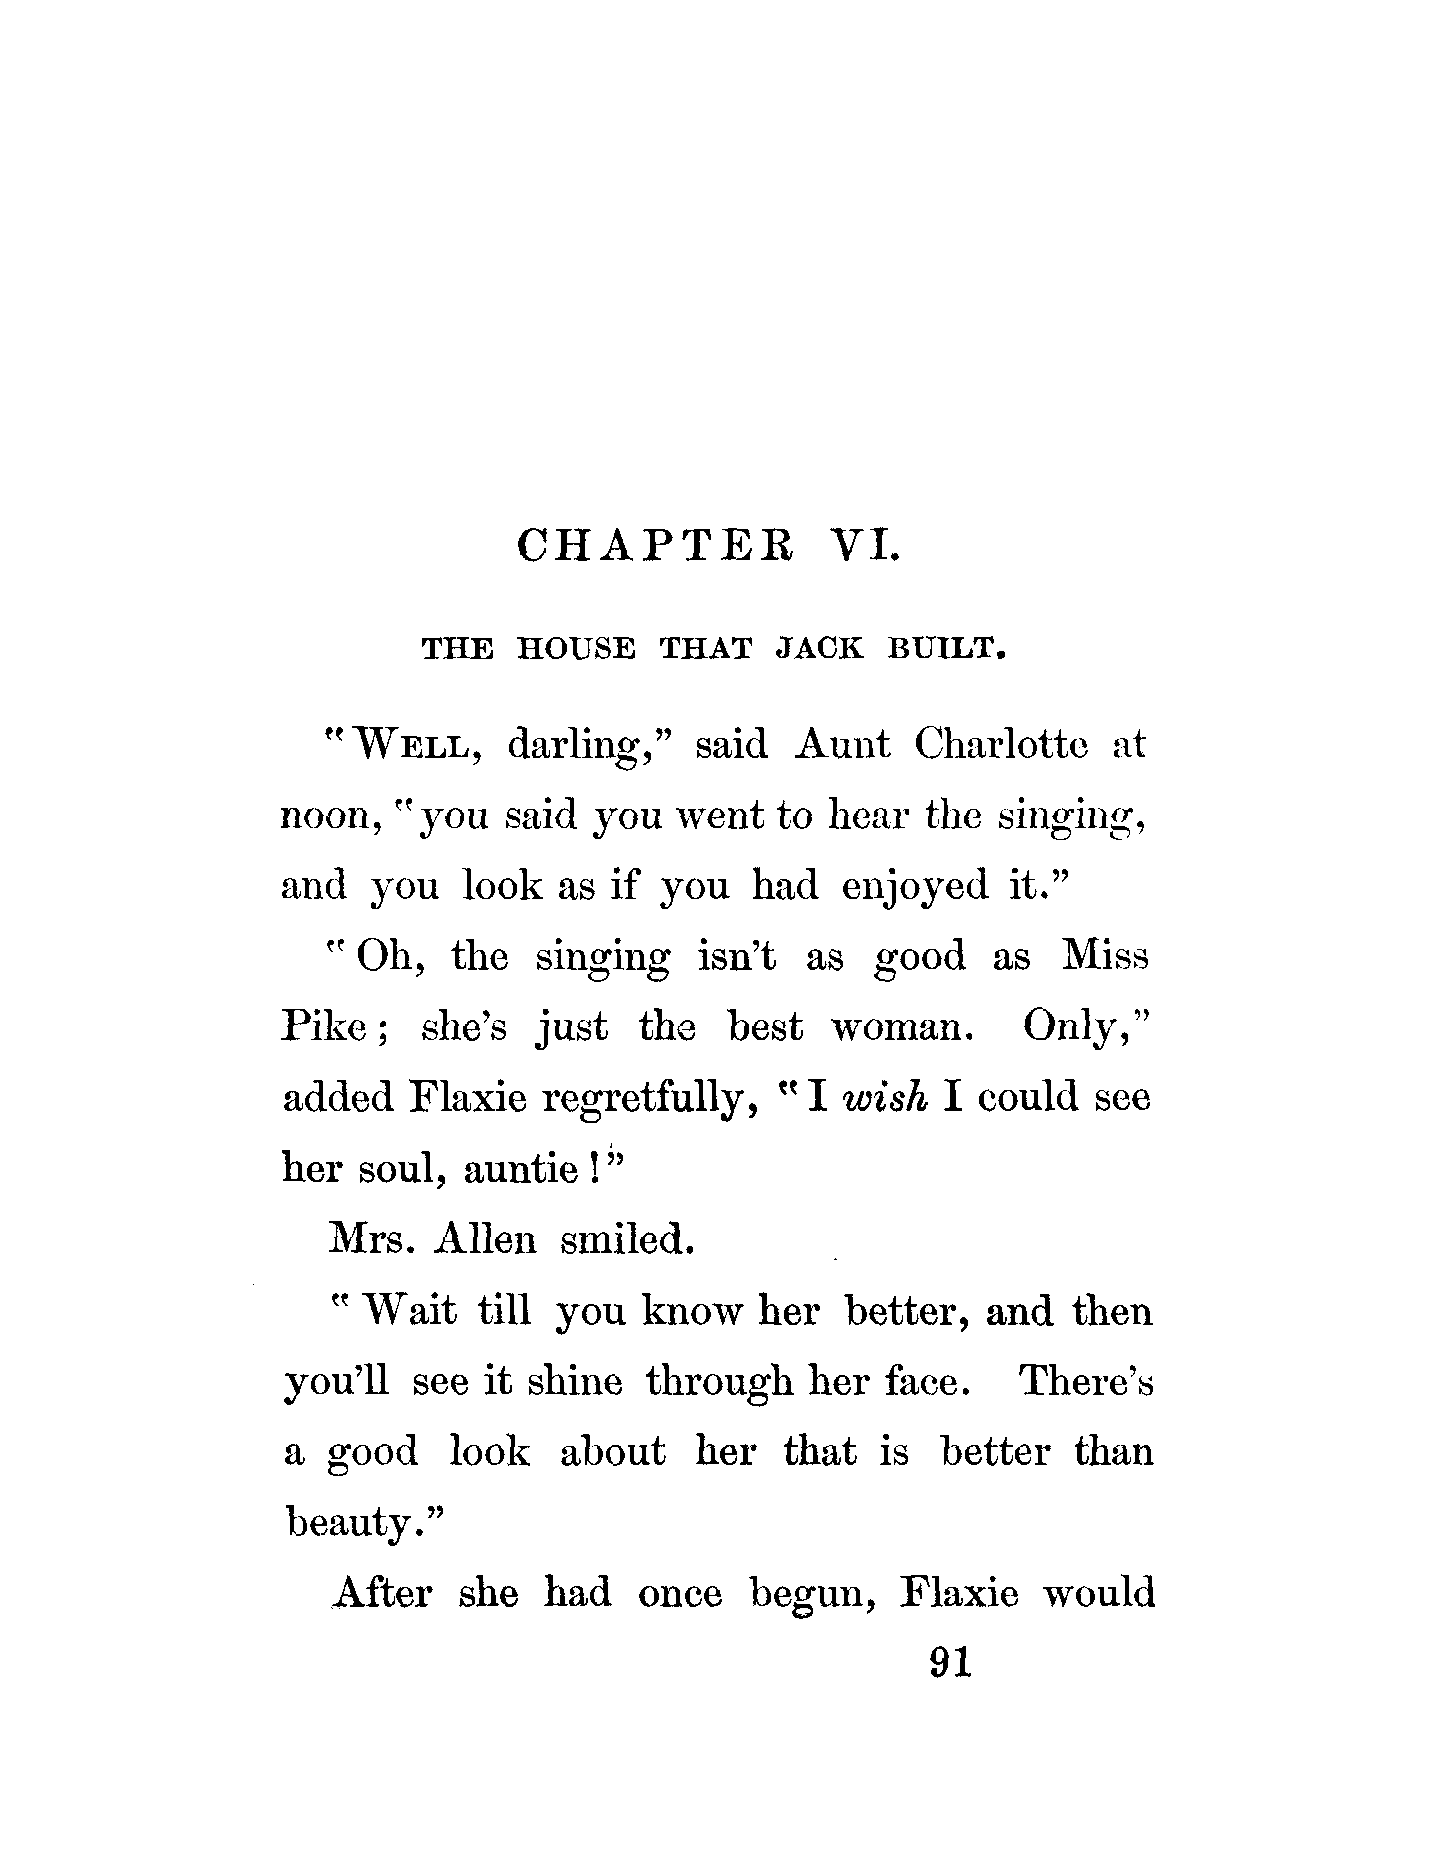 CHAPTER VI.
THE HOUSE THAT JACK BUILT.
"WELL, darling," said Aunt Charlotte at
noon, "you said you went to hear the singing,
and you look as if you had enjoyed it."
"Oh, the singing isn't as good as Miss
Pike; she's just the best woman. Only,"
added Flaxie regretfully, "I wish I could see
her soul, auntie!"
Mrs. Allen smiled.
"Wait till you know her better, and then
you'll see it shine through her face. There's
a good look about her that is better than
beauty."
After she had once begun, Flaxie would
91